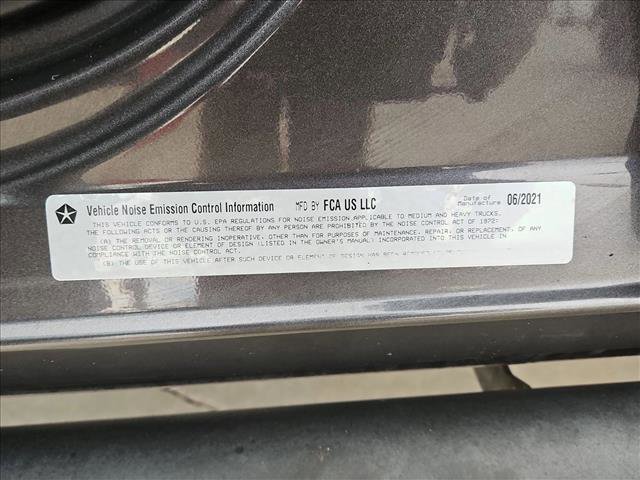 Vehicle Noise Emission Control Information MFD BY FCA US LLC Date of Manufacture 06/2021
THIS VEHICLE CONFORMS TO U.S. EPA REGULATIONS FOR NOISE EMISSION APPLICABLE TO MEDIUM AND HEAVY TRUCKS.
THE FOLLOWING ACTS OR THE CAUSING THEREOF BY ANY PERSON ARE PROHIBITED BY THE NOISE CONTROL ACT OF 1972:
(A) THE REMOVAL OR RENDERING INOPERATIVE, OTHER THAN FOR PURPOSES OF MAINTENANCE, REPAIR, OR REPLACEMENT, OF ANY
NOISE CONTROL DEVICE OR ELEMENT OF DESIGN (LISTED IN THE OWNER'S MANUAL) INCORPORATED INTO THIS VEHICLE IN
COMPLIANCE WITH THE NOISE CONTROL ACT.
(B) THE USE OF THIS VEHICLE AFTER SUCH DEVICE OR ELEMENT OF DESIGN HAS BEEN